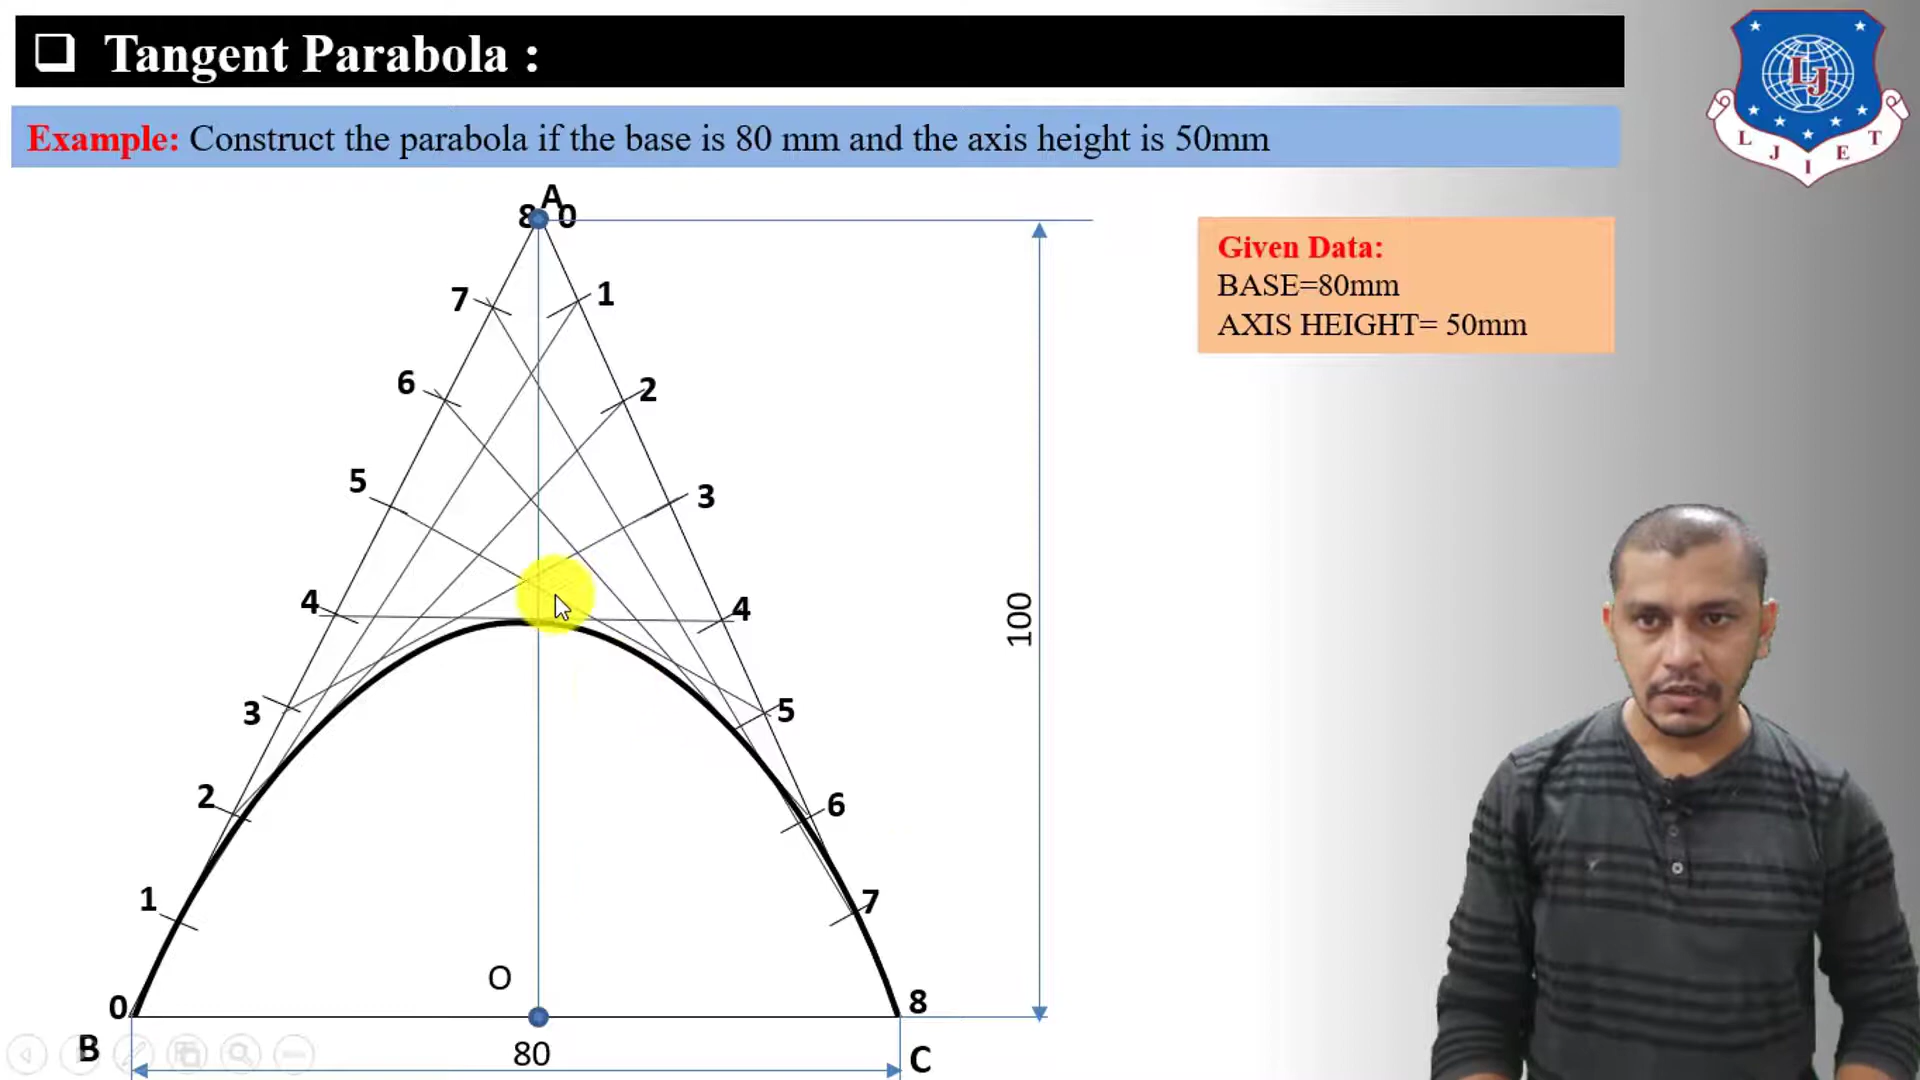 ❑ Tangent Parabola :
Example: Construct the parabola if the base is 80 mm and the axis height is 50mm
L J I E T
LJ
Given Data:
BASE=80mm
AXIS HEIGHT= 50mm
A
8 0
7 1
6 2
5 3
4 4
3 5
2 6
1 7
0 8
O
B C
80
100